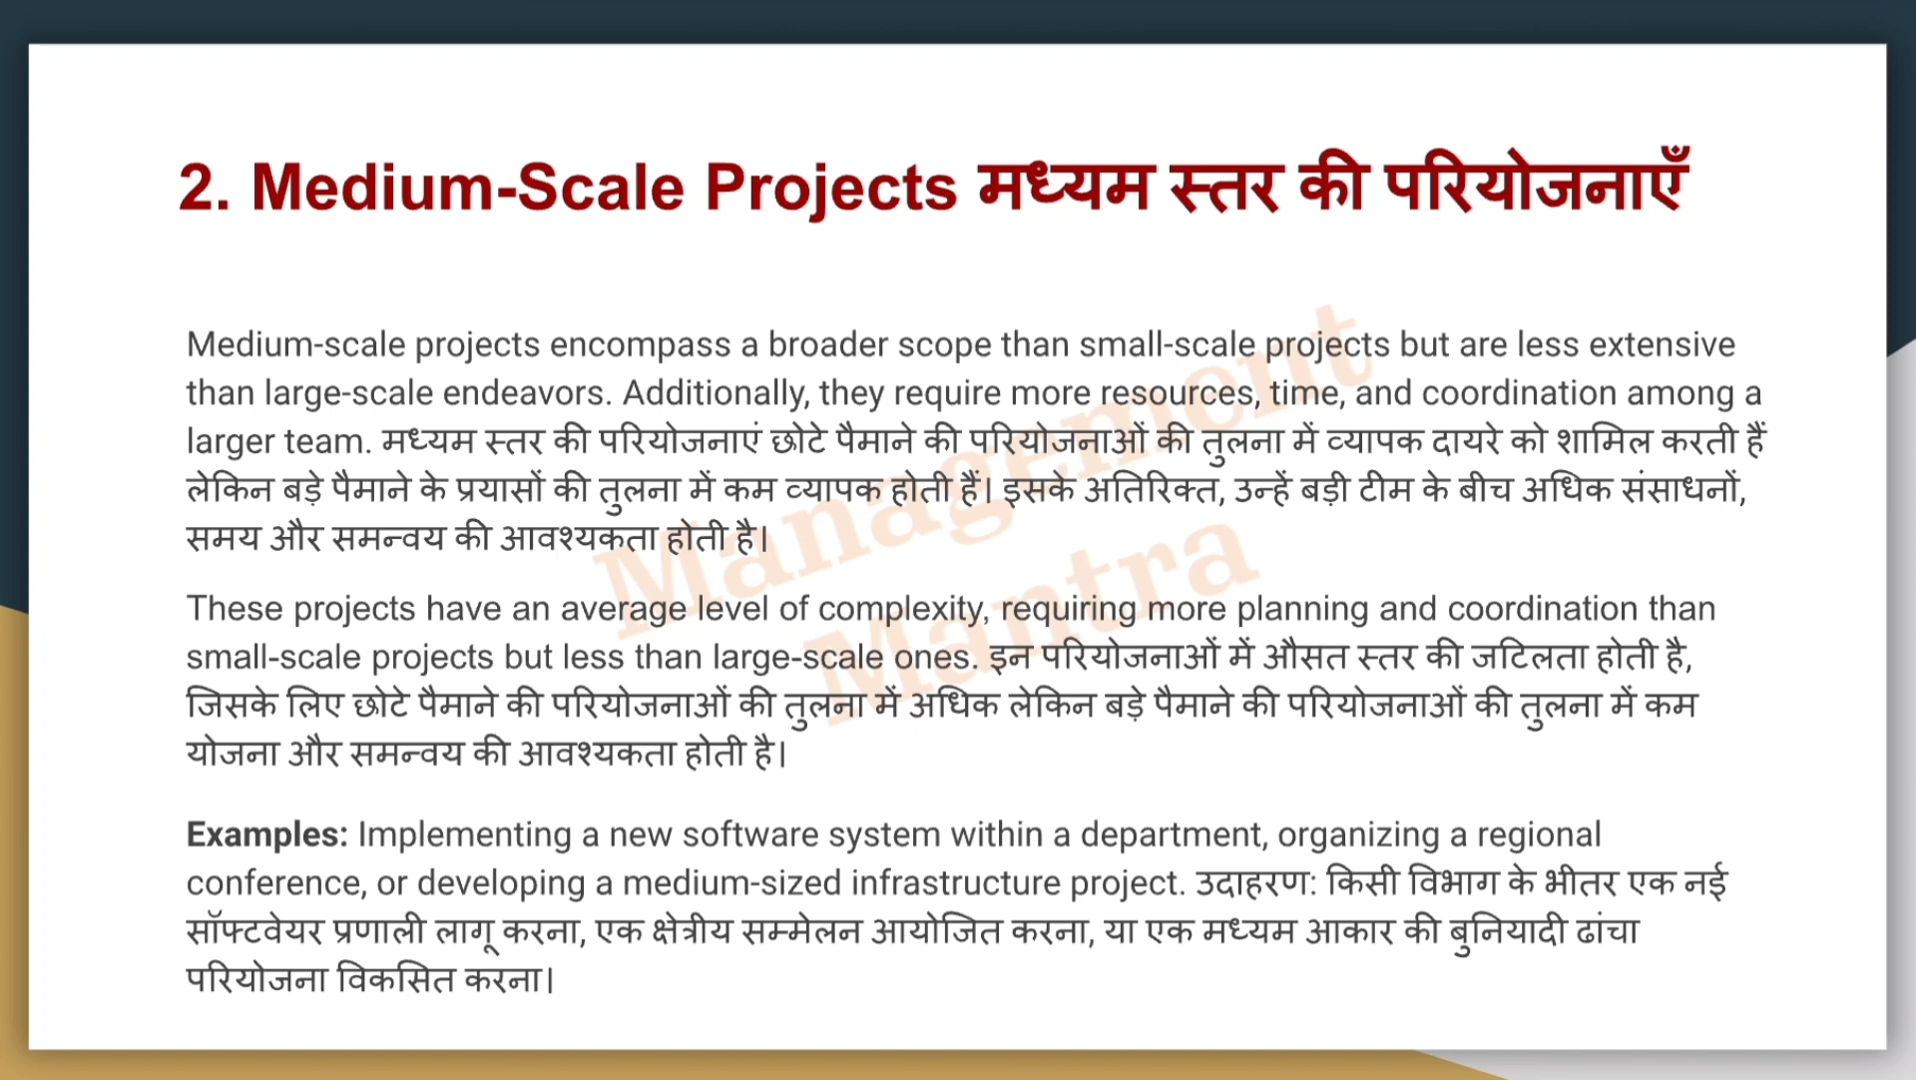 2. Medium-Scale Projects मध्यम स्तर की परियोजनाएँ
Medium-scale projects encompass a broader scope than small-scale projects but are less extensive
than large-scale endeavors. Additionally, they require more resources, time, and coordination among a
larger team. मध्यम स्तर की परियोजनाएं छोटे पैमाने की परियोजनाओं की तुलना में व्यापक दायरे को शामिल करती हैं
लेकिन बड़े पैमाने के प्रयासों की तुलना में कम व्यापक होती हैं। इसके अतिरिक्त, उन्हें बड़ी टीम के बीच अधिक संसाधनों,
समय और समन्वय की आवश्यकता होती है।
These projects have an average level of complexity, requiring more planning and coordination than
small-scale projects but less than large-scale ones. इन परियोजनाओं में औसत स्तर की जटिलता होती है,
जिसके लिए छोटे पैमाने की परियोजनाओं की तुलना में अधिक लेकिन बड़े पैमाने की परियोजनाओं की तुलना में कम
योजना और समन्वय की आवश्यकता होती है।
Examples: Implementing a new software system within a department, organizing a regional
conference, or developing a medium-sized infrastructure project. उदाहरण: किसी विभाग के भीतर एक नई
सॉफ्टवेयर प्रणाली लागू करना, एक क्षेत्रीय सम्मेलन आयोजित करना, या एक मध्यम आकार की बुनियादी ढांचा
परियोजना विकसित करना।
Management
Mantra